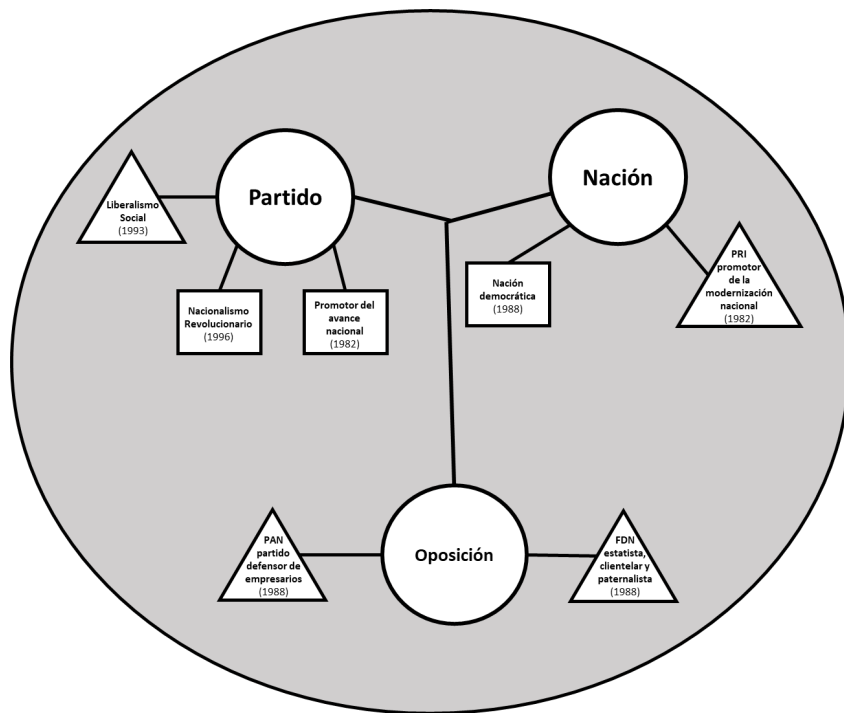 Partido
Nación
Liberalismo
Social
(1993)
Nacionalismo
Revolucionario
(1996)
Promotor del
avance
nacional
(1982)
Nación
democrática
(1988)
PRI
promotor
de la
modernización
nacional
(1982)
Oposición
PAN
partido
defensor de
empresarios
(1988)
FDN
estatista,
clientelar y
paternalista
(1988)